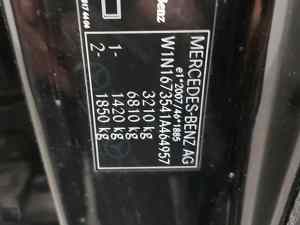 MERCEDES-BENZ AG
e1*2007/46*1885
W1N1673541A464957
3210 kg
6810 kg
1- 1420 kg
2- 1850 kg